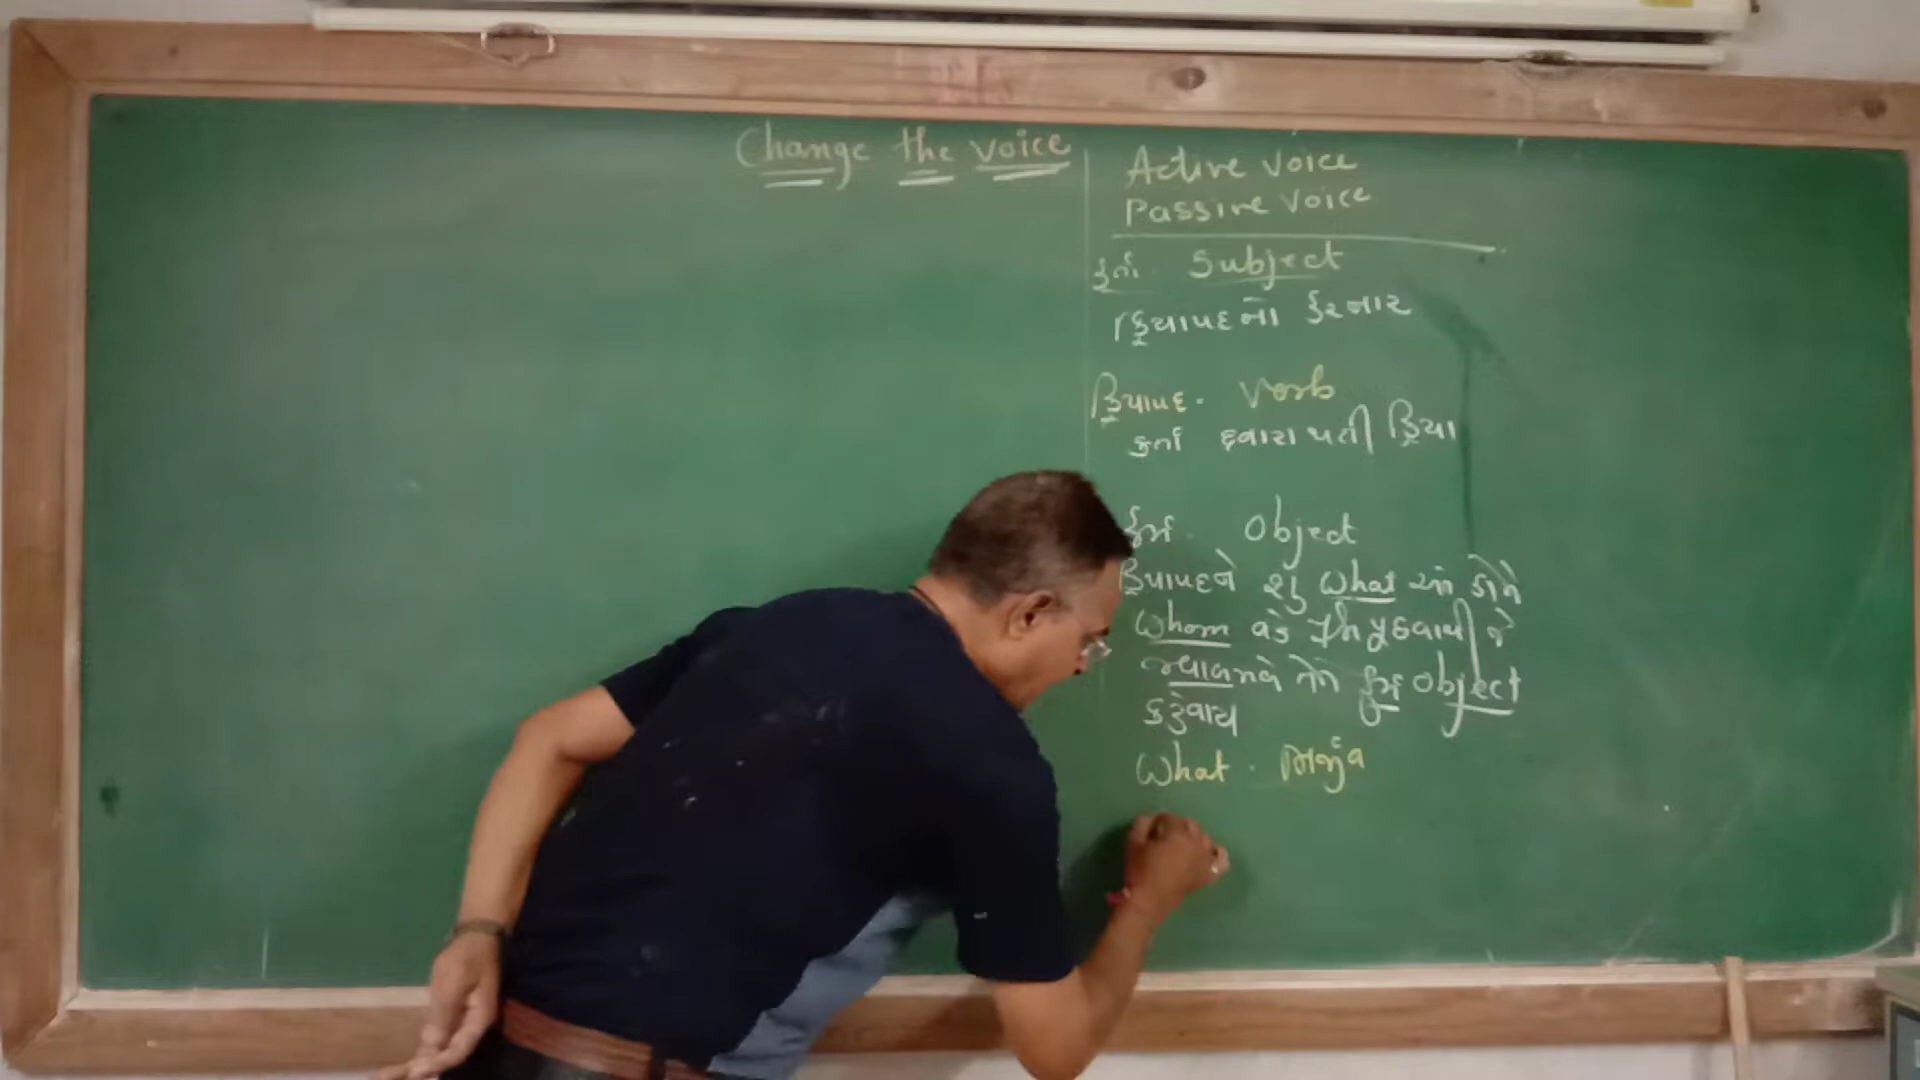 Change the voice
Active voice
Passive voice
કર્તા. Subject
ક્રિયાપદનો કરનાર
ક્રિયાપદ. Verb
કર્તા દ્વારા થતી ક્રિયા
કર્મ. Object
ક્રિયાપદને શું What અને કોને
Whom વડે પ્રશ્ન પુછવાથી જે
જવાબ મળે તેને કર્મ Object
કહેવાય
What. નિર્જીવ